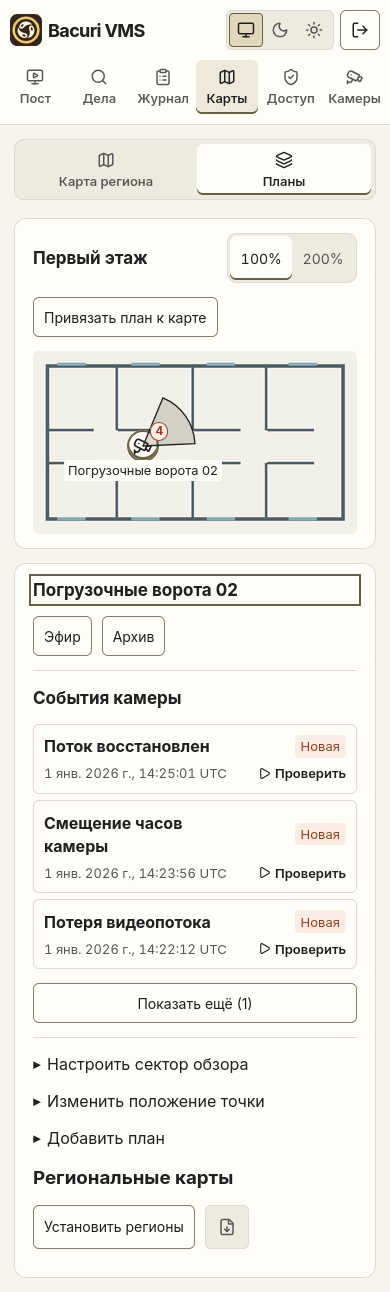 Bacuri VMS
Пост
Дела
Журнал
Карты
Доступ
Камеры
Карта региона
Планы
Первый этаж
100%
200%
Привязать план к карте
4
Погрузочные ворота 02
Погрузочные ворота 02
Эфир
Архив
События камеры
Поток восстановлен
Новая
1 янв. 2026 г., 14:25:01 UTC
Проверить
Смещение часов
камеры
Новая
1 янв. 2026 г., 14:23:56 UTC
Проверить
Потеря видеопотока
Новая
1 янв. 2026 г., 14:22:12 UTC
Проверить
Показать ещё (1)
Настроить сектор обзора
Изменить положение точки
Добавить план
Региональные карты
Установить регионы